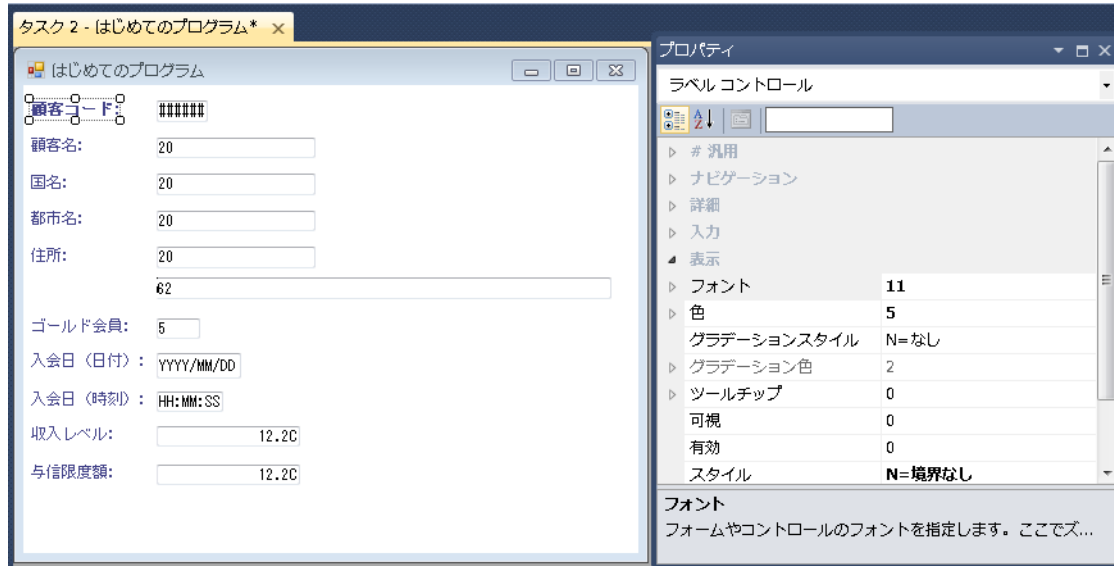 タスク 2 - はじめてのプログラム*
はじめてのプログラム
顧客コード: ######
顧客名: 20
国名: 20
都市名: 20
住所: 20
62
ゴールド会員: 5
入会日（日付）: YYYY/MM/DD
入会日（時刻）: HH:MM:SS
収入レベル: 12.2C
与信限度額: 12.2C
プロパティ
ラベル コントロール
# 汎用
ナビゲーション
詳細
入力
表示
フォント 11
色 5
グラデーションスタイル N=なし
グラデーション色 2
ツールチップ 0
可視 0
有効 0
スタイル N=境界なし
フォント
フォームやコントロールのフォントを指定します。ここでズ...